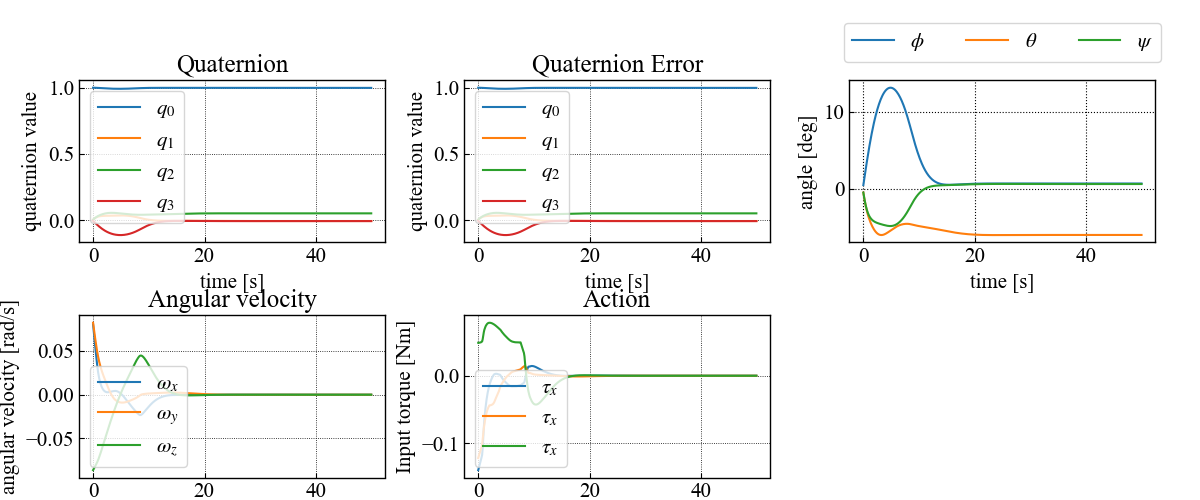 ϕ θ ψ
Quaternion
quaternion value
1.0
0.5
0.0
q₀
q₁
q₂
q₃
0 20 40
time [s]
Quaternion Error
quaternion value
1.0
0.5
0.0
q₀
q₁
q₂
q₃
0 20 40
time [s]
angle [deg]
10
0
0 20 40
time [s]
Angular velocity
angular velocity [rad/s]
0.05
0.00
−0.05
ωₓ
ω_y
ω_z
0 20 40
Action
Input torque [Nm]
0.0
−0.1
τₓ
τₓ
τₓ
0 20 40